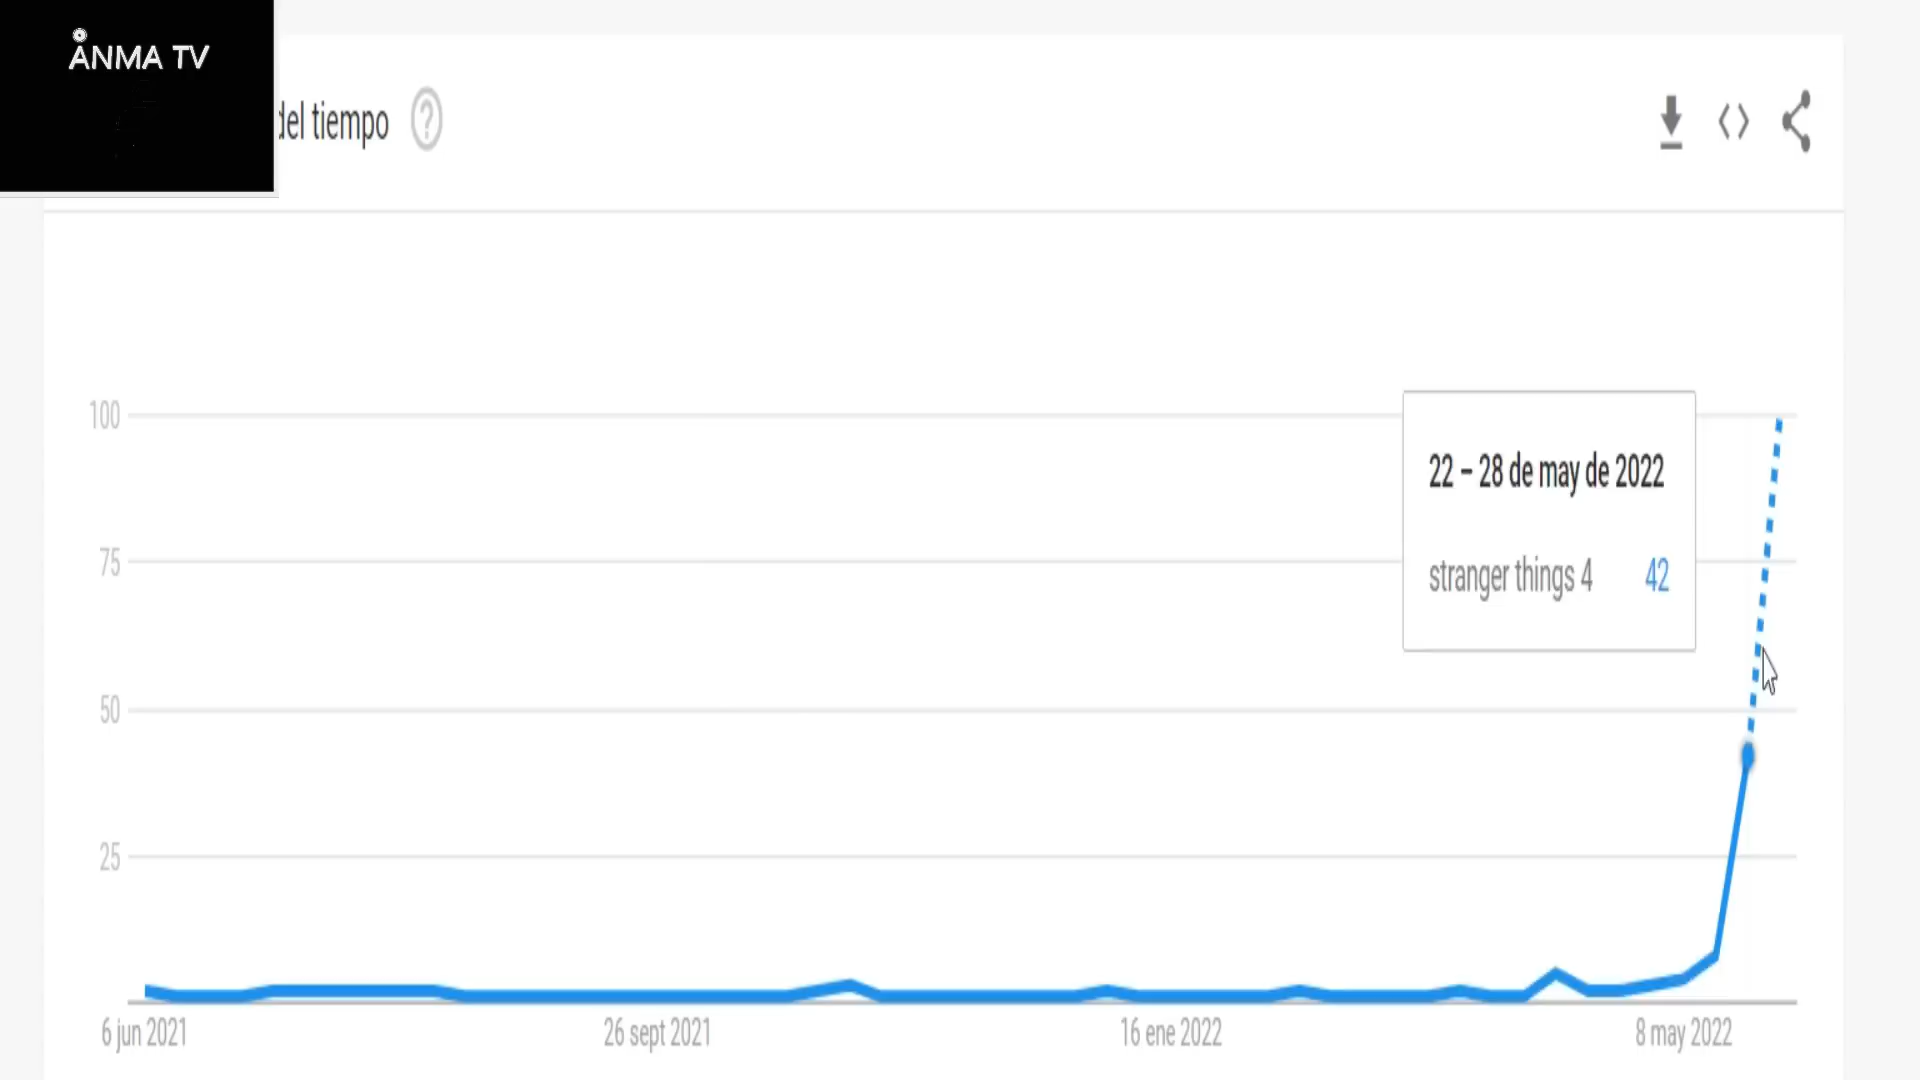 ÅNMA TV
del tiempo
100
75
50
25
22 – 28 de may de 2022
stranger things 4 42
6 jun 2021 26 sept 2021 16 ene 2022 8 may 2022